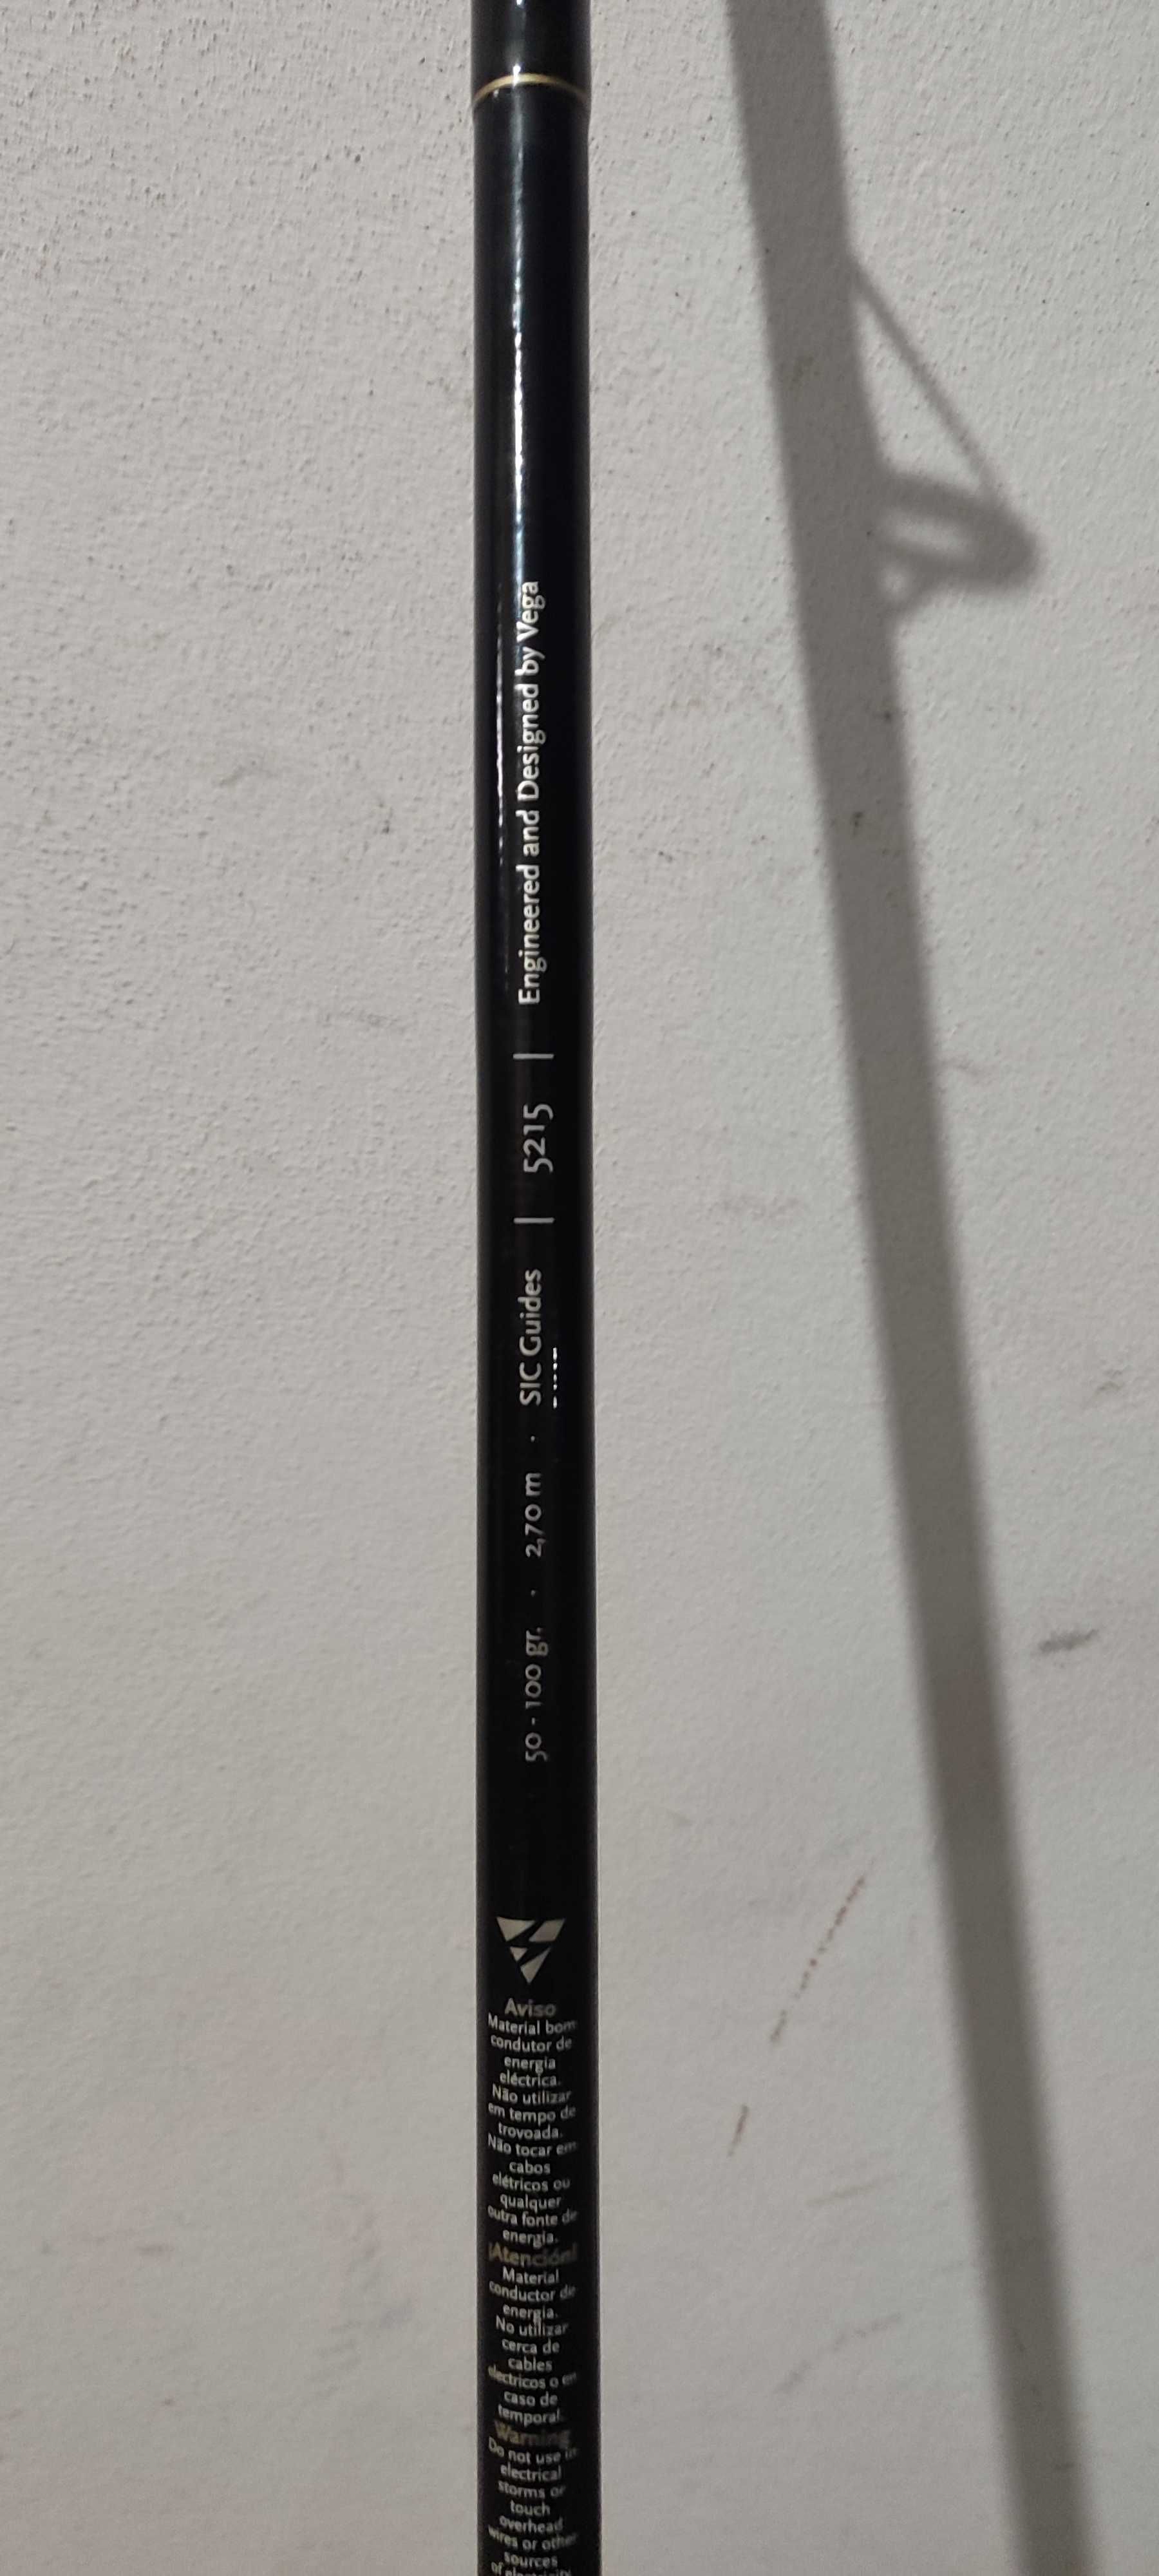 50 - 100 gr. · 2,70 m · SIC Guides | 5215 | Engineered and Designed by Vega
Aviso
Material bom
condutor de
energia
eléctrica.
Não utilizar
em tempo de
trovoada.
Não tocar em
cabos
elétricos ou
qualquer
outra fonte de
energia.
¡Atención!
Material
conductor de
energia.
No utilizar
cerca de
cables
electricos o en
caso de
temporal.
Warning
Do not use in
electrical
storms or
touch
overhead
wires or other
sources
of